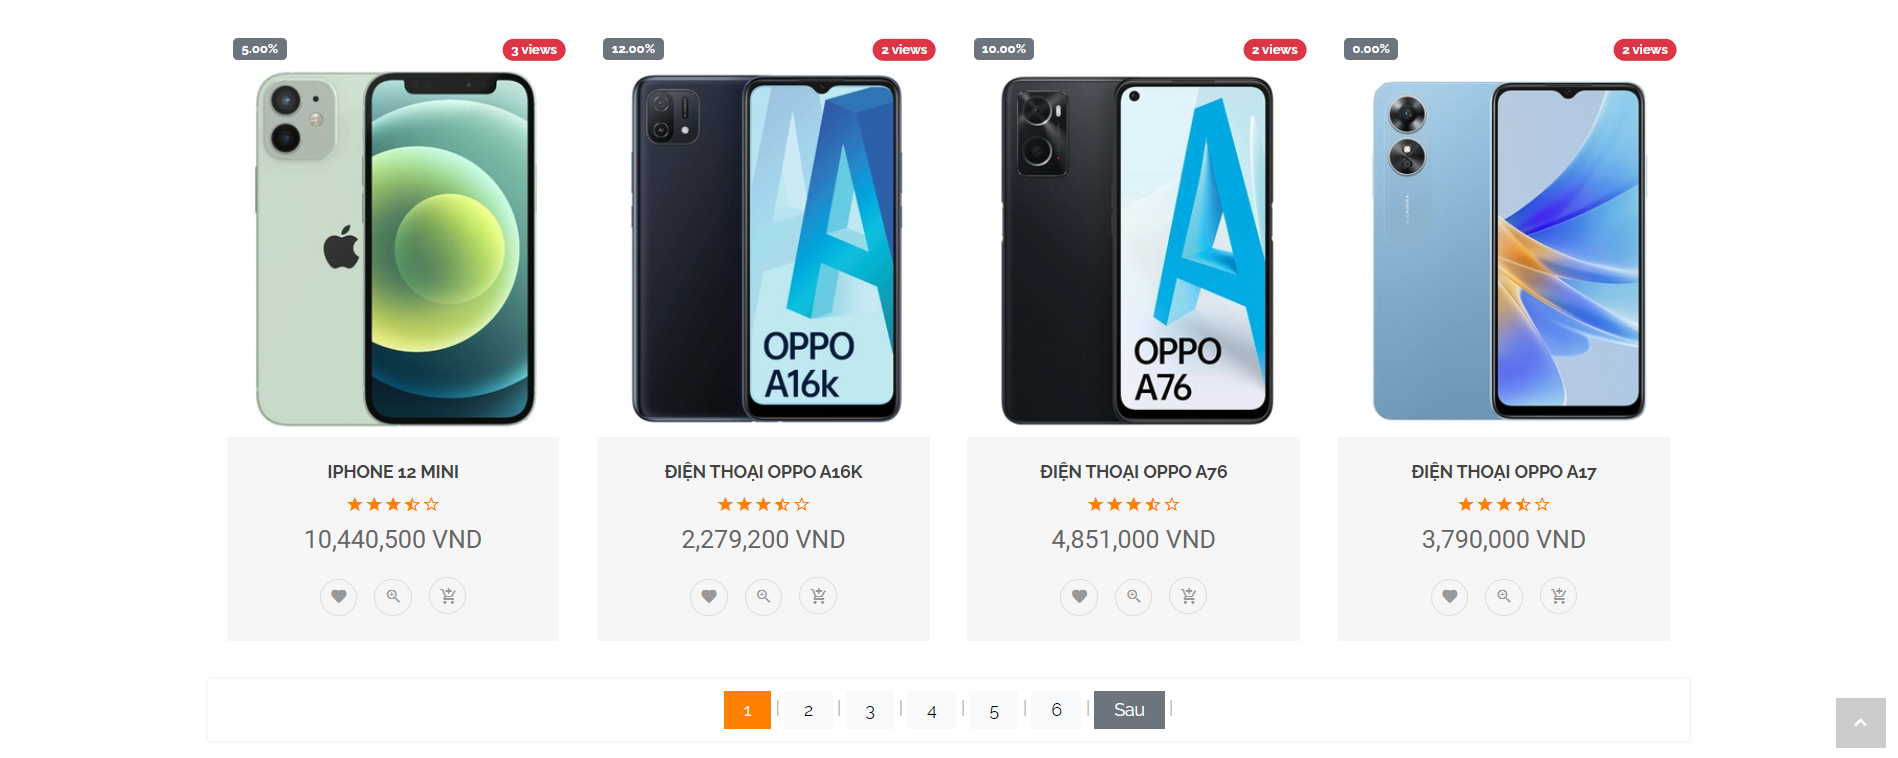 5.00%
3 views
12.00%
2 views
10.00%
2 views
0.00%
2 views
OPPO
A16k
OPPO
A76
IPHONE 12 MINI
10,440,500 VND
ĐIỆN THOẠI OPPO A16K
2,279,200 VND
ĐIỆN THOẠI OPPO A76
4,851,000 VND
ĐIỆN THOẠI OPPO A17
3,790,000 VND
1 | 2 | 3 | 4 | 5 | 6 | Sau |